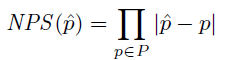 NPS(p̂) = ∏_{p∈P} |p̂ − p|